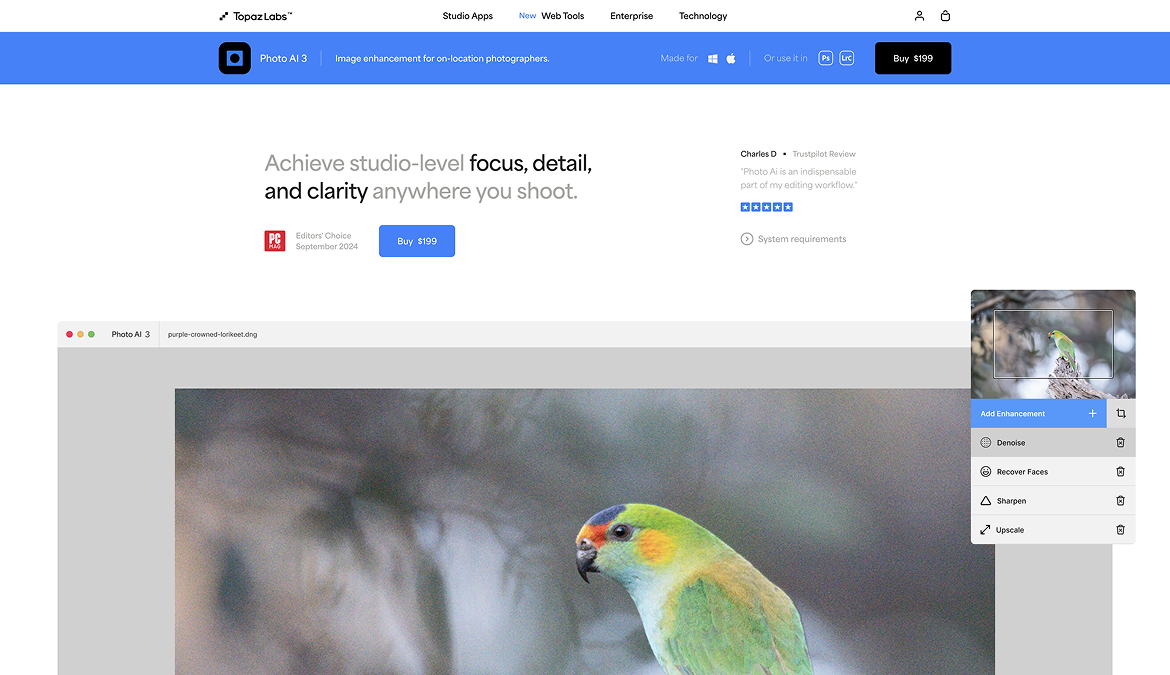 Topaz Labs™
Studio Apps
New Web Tools
Enterprise
Technology
Photo AI 3
Image enhancement for on-location photographers.
Made for
Or use it in
Ps
LrC
Buy $199
Achieve studio-level focus, detail,
and clarity anywhere you shoot.
PC
MAG
Editors' Choice
September 2024
Buy $199
Charles D • Trustpilot Review
"Photo Ai is an indispensable
part of my editing workflow."
System requirements
Photo AI 3
purple-crowned-lorikeet.dng
Add Enhancement
Denoise
Recover Faces
Sharpen
Upscale